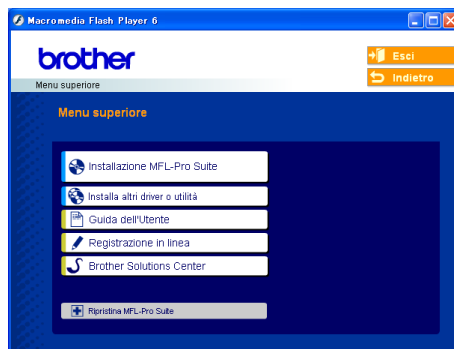 Macromedia Flash Player 6
brother
Esci
Indietro
Menu superiore
Menu superiore
Installazione MFL-Pro Suite
Installa altri driver o utilità
Guida dell'Utente
Registrazione in linea
Brother Solutions Center
Ripristina MFL-Pro Suite